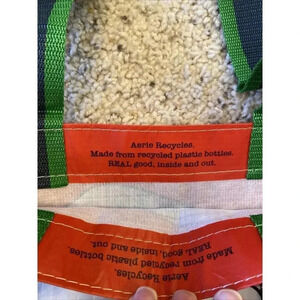 Aerie Recycles.
Made from recycled plastic bottles.
REAL good, inside and out.
Aerie Recycles.
Made from recycled plastic bottles.
REAL good, inside and out.